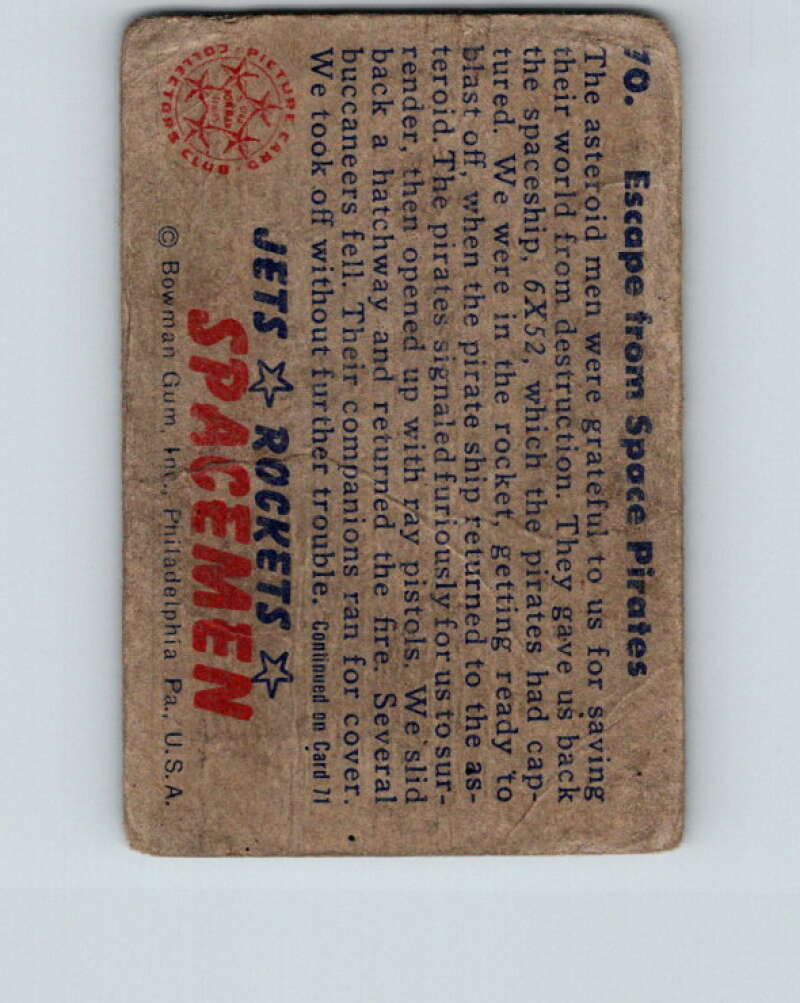 70. Escape from Space Pirates
The asteroid men were grateful to us for saving
their world from destruction. They gave us back
the spaceship, 6X52, which the pirates had cap-
tured. We were in the rocket, getting ready to
blast off, when the pirate ship returned to the as-
teroid. The pirates signaled furiously for us to sur-
render, then opened up with ray pistols. We slid
back a hatchway and returned the fire. Several
buccaneers fell. Their companions ran for cover.
We took off without further trouble. Continued on Card 71
PICTURE CARD COLLECTORS CLUB
JETS ☆ ROCKETS ☆
SPACEMEN
© Bowman Gum, Inc., Philadelphia Pa., U.S.A.